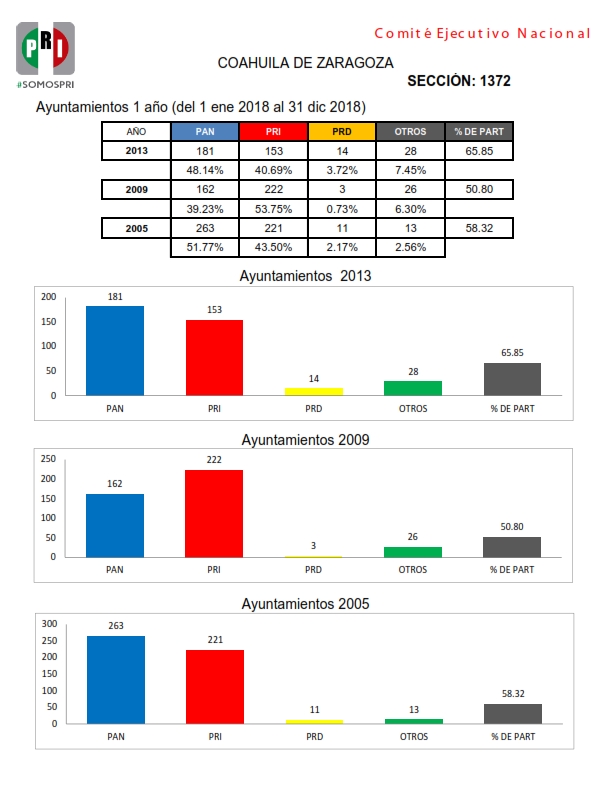 Comité Ejecutivo Nacional
PRI
#SOMOSPRI
COAHUILA DE ZARAGOZA
SECCIÓN: 1372
Ayuntamientos 1 año (del 1 ene 2018 al 31 dic 2018)
AÑO PAN PRI PRD OTROS % DE PART
2013 181 153 14 28 65.85
48.14% 40.69% 3.72% 7.45%
2009 162 222 3 26 50.80
39.23% 53.75% 0.73% 6.30%
2005 263 221 11 13 58.32
51.77% 43.50% 2.17% 2.56%
Ayuntamientos 2013
200
150
100
50
0
181 153 14 28 65.85
PAN PRI PRD OTROS % DE PART
Ayuntamientos 2009
250
200
150
100
50
0
162 222 3 26 50.80
PAN PRI PRD OTROS % DE PART
Ayuntamientos 2005
300
250
200
150
100
50
0
263 221 11 13 58.32
PAN PRI PRD OTROS % DE PART